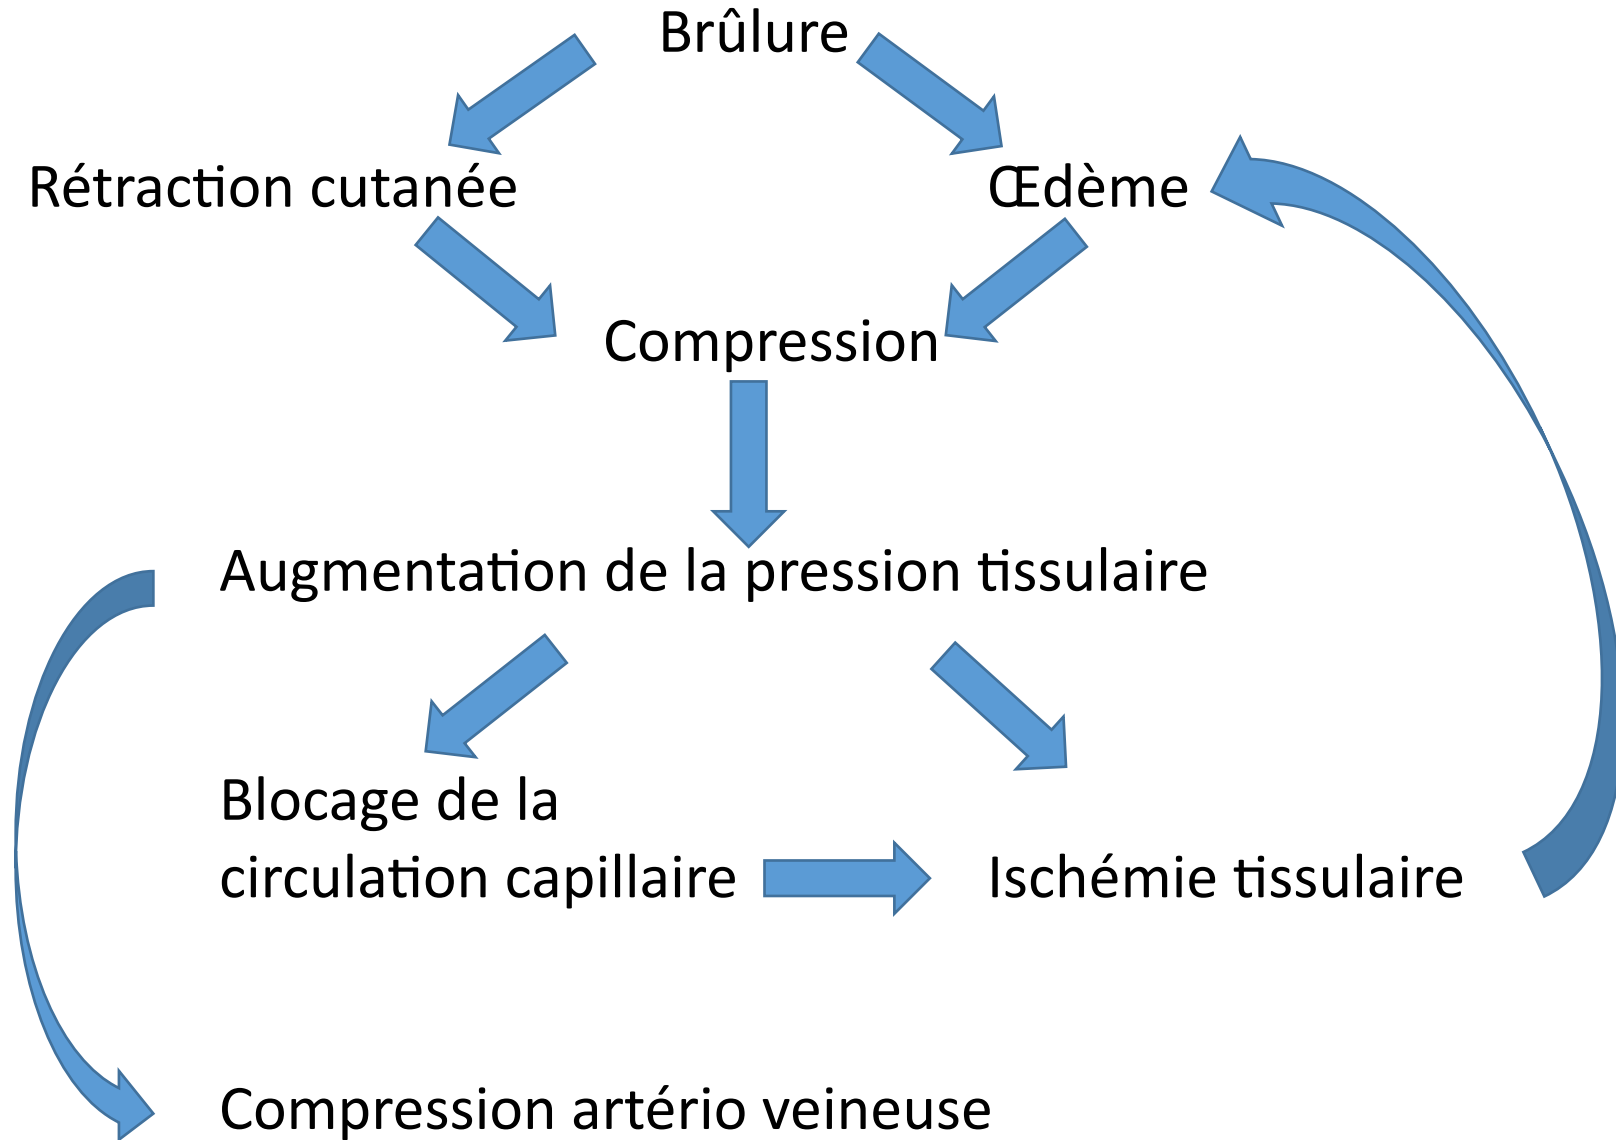 Brûlure
Rétraction cutanée
Œdème
Compression
Augmentation de la pression tissulaire
Blocage de la
circulation capillaire
Ischémie tissulaire
Compression artério veineuse